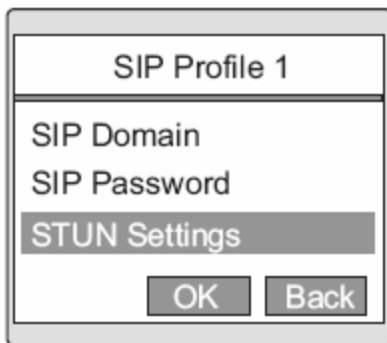 SIP Profile 1
SIP Domain
SIP Password
STUN Settings
OK Back